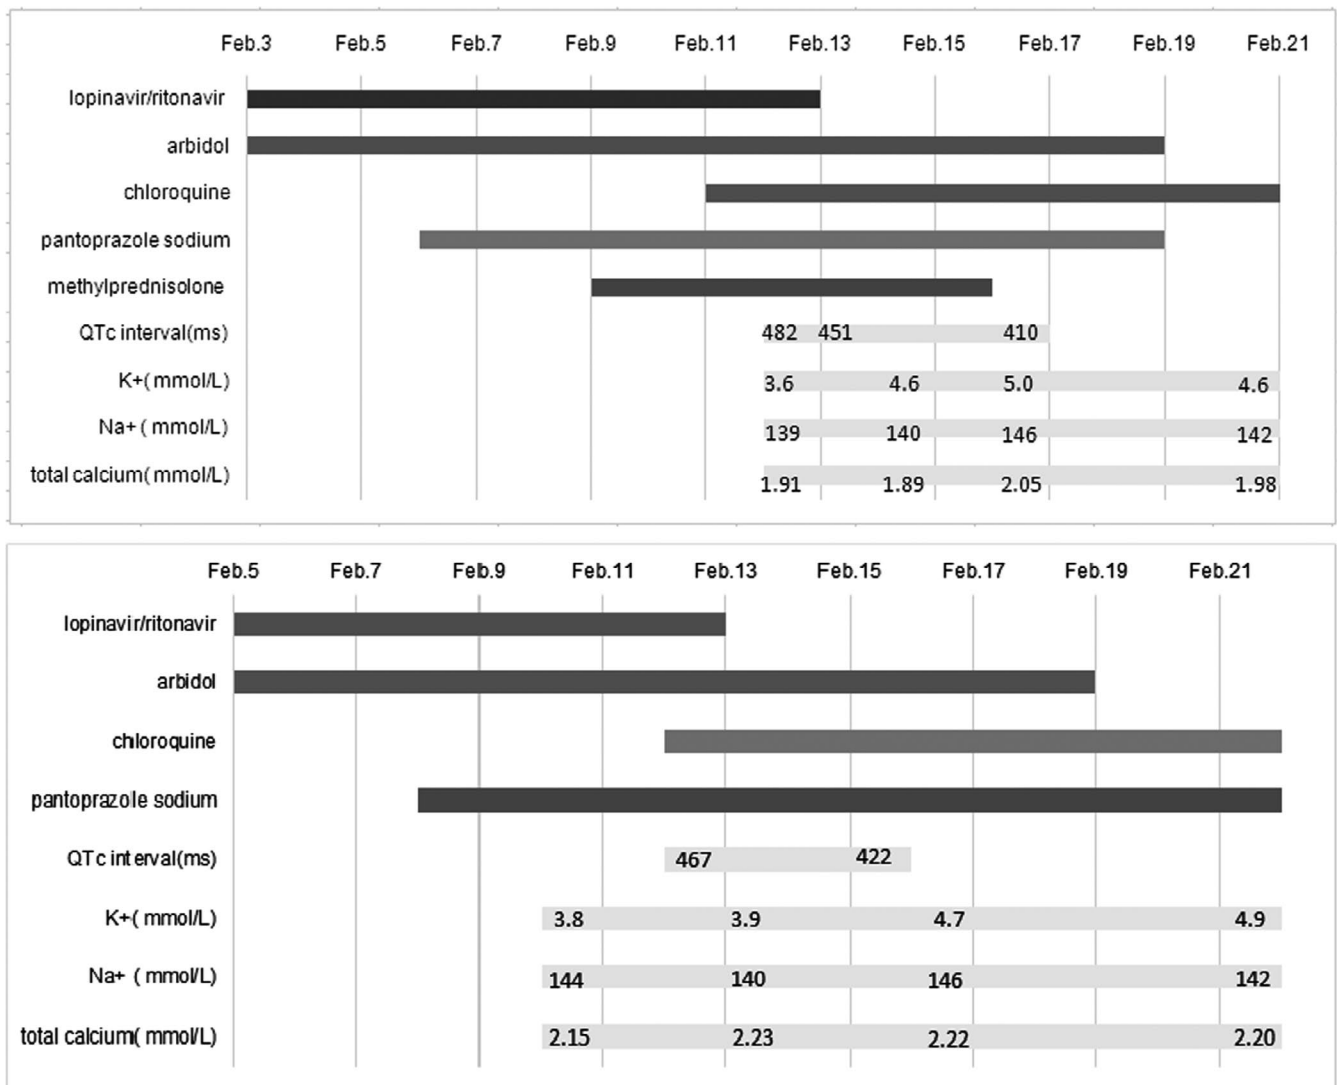 Feb.3 Feb.5 Feb.7 Feb.9 Feb.11 Feb.13 Feb.15 Feb.17 Feb.19 Feb.21
lopinavir/ritonavir
arbidol
chloroquine
pantoprazole sodium
methylprednisolone
QTc interval(ms) 482 451 410
K+( mmol/L) 3.6 4.6 5.0 4.6
Na+ ( mmol/L) 139 140 146 142
total calcium( mmol/L) 1.91 1.89 2.05 1.98
Feb.5 Feb.7 Feb.9 Feb.11 Feb.13 Feb.15 Feb.17 Feb.19 Feb.21
lopinavir/ritonavir
arbidol
chloroquine
pantoprazole sodium
QTc interval(ms) 467 422
K+( mmol/L) 3.8 3.9 4.7 4.9
Na+ ( mmol/L) 144 140 146 142
total calcium( mmol/L) 2.15 2.23 2.22 2.20